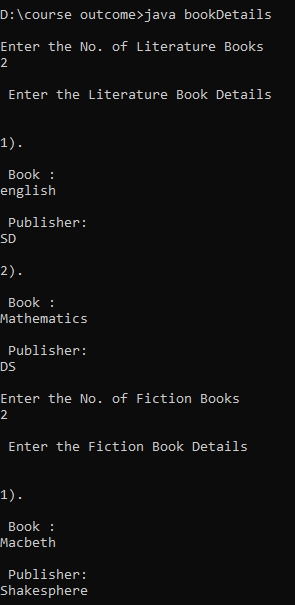 D:\course outcome>java bookDetails
Enter the No. of Literature Books
2
Enter the Literature Book Details
1).
Book :
english
Publisher:
SD
2).
Book :
Mathematics
Publisher:
DS
Enter the No. of Fiction Books
2
Enter the Fiction Book Details
1).
Book :
Macbeth
Publisher:
Shakesphere